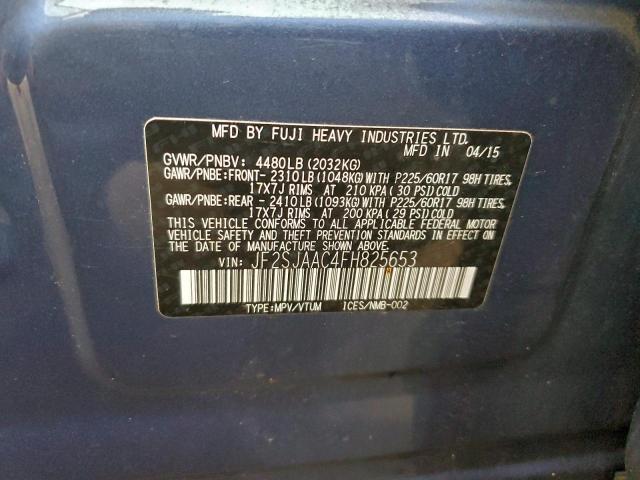 MFD BY FUJI HEAVY INDUSTRIES LTD.
MFD IN 04/15
GVWR/PNBV: 4480LB(2032KG)
GAWR/PNBE:FRONT-2310LB(1048KG)WITH P225/60R17 98H TIRES,
17X7J RIMS AT 210 KPA(30 PSI)COLD
GAWR/PNBE:REAR -2410LB(1093KG)WITH P225/60R17 98H TIRES,
17X7J RIMS AT 200 KPA(29 PSI)COLD
THIS VEHICLE CONFORMS TO ALL APPLICABLE FEDERAL MOTOR
VEHICLE SAFETY AND THEFT PREVENTION STANDARDS IN EFFECT
ON THE DATE OF MANUFACTURE SHOWN ABOVE.
VIN: JF2SJAAC4FH825653
TYPE:MPV/VTUM ICES/NMB-002